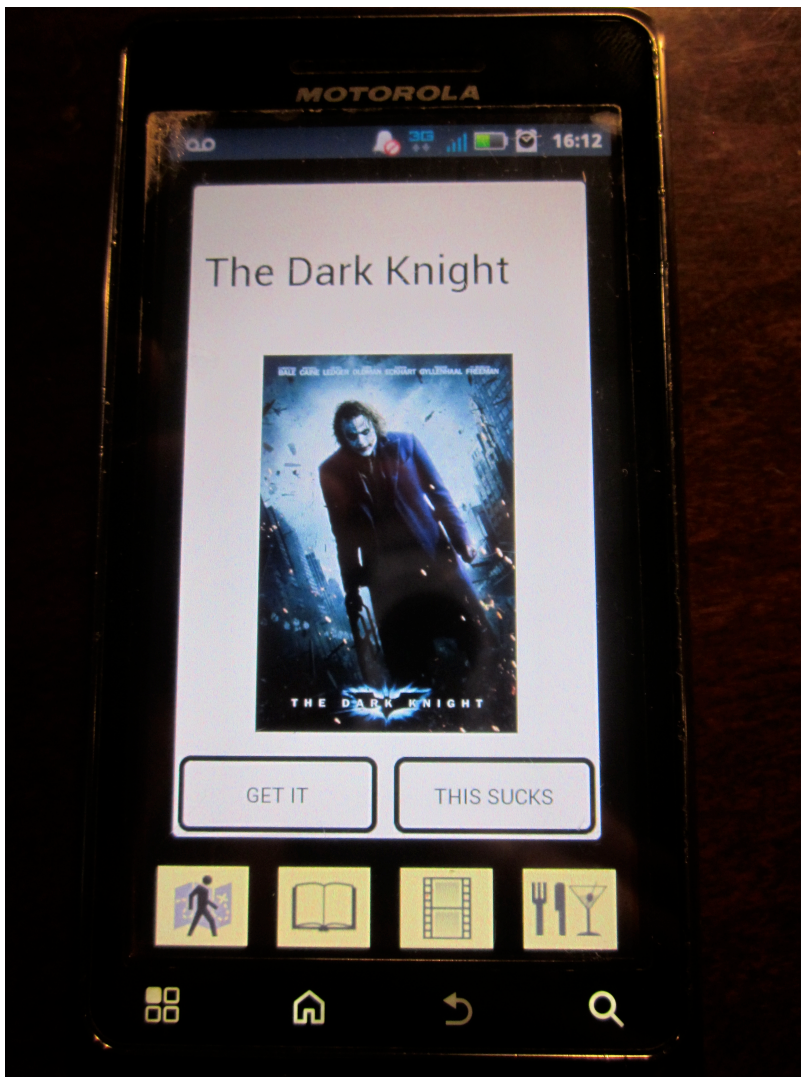 MOTOROLA
3G 16:12
The Dark Knight
BALE CAINE LEDGER OLDMAN ECKHART GYLLENHAAL FREEMAN
THE DARK KNIGHT
GET IT THIS SUCKS